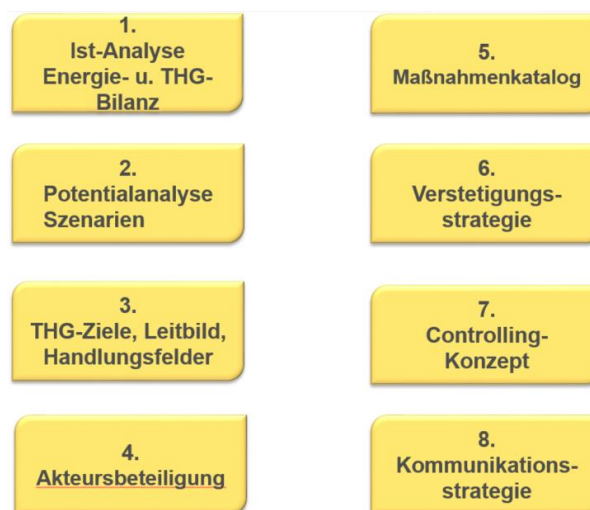 1.
Ist-Analyse
Energie- u. THG-
Bilanz
2.
Potentialanalyse
Szenarien
3.
THG-Ziele, Leitbild,
Handlungsfelder
4.
Akteursbeteiligung
5.
Maßnahmenkatalog
6.
Verstetigungs-
strategie
7.
Controlling-
Konzept
8.
Kommunikations-
strategie